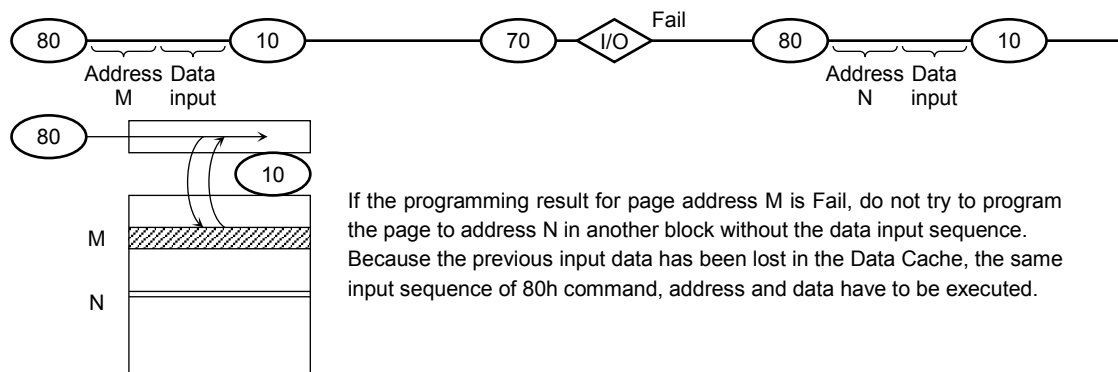 Fail
80 10 70 I/O 80 10
Address Data Address Data
M input N input
80
10
If the programming result for page address M is Fail, do not try to program
M the page to address N in another block without the data input sequence.
Because the previous input data has been lost in the Data Cache, the same
N input sequence of 80h command, address and data have to be executed.